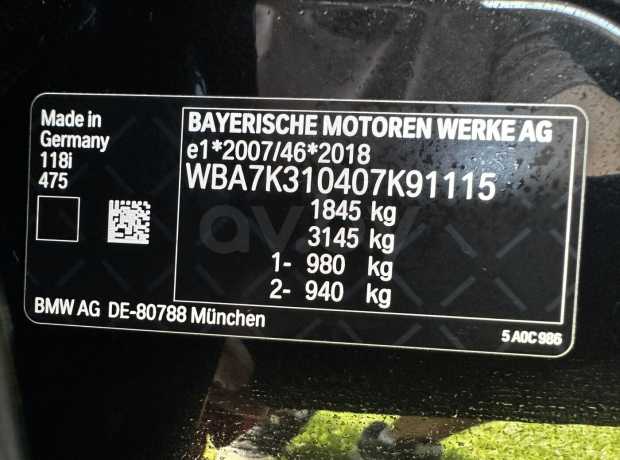 Made in
Germany
118i
475
BAYERISCHE MOTOREN WERKE AG
e1*2007/46*2018
WBA7K310407K91115
1845 kg
3145 kg
1- 980 kg
2- 940 kg
BMW AG DE-80788 München
5 A0C 986